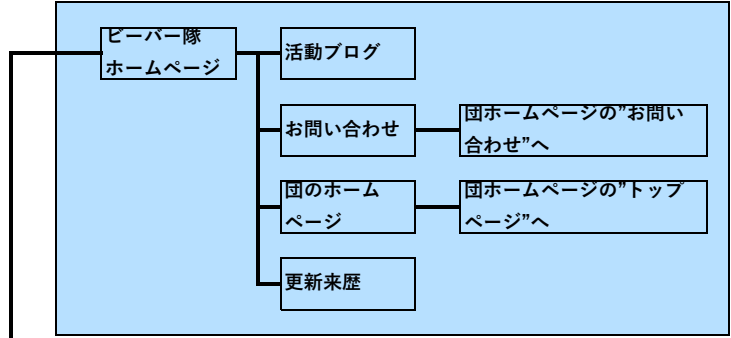 ビーバー隊
ホームページ
活動ブログ
お問い合わせ
団ホームページの”お問い
合わせ”へ
団のホーム
ページ
団ホームページの”トップ
ページ”へ
更新来歴